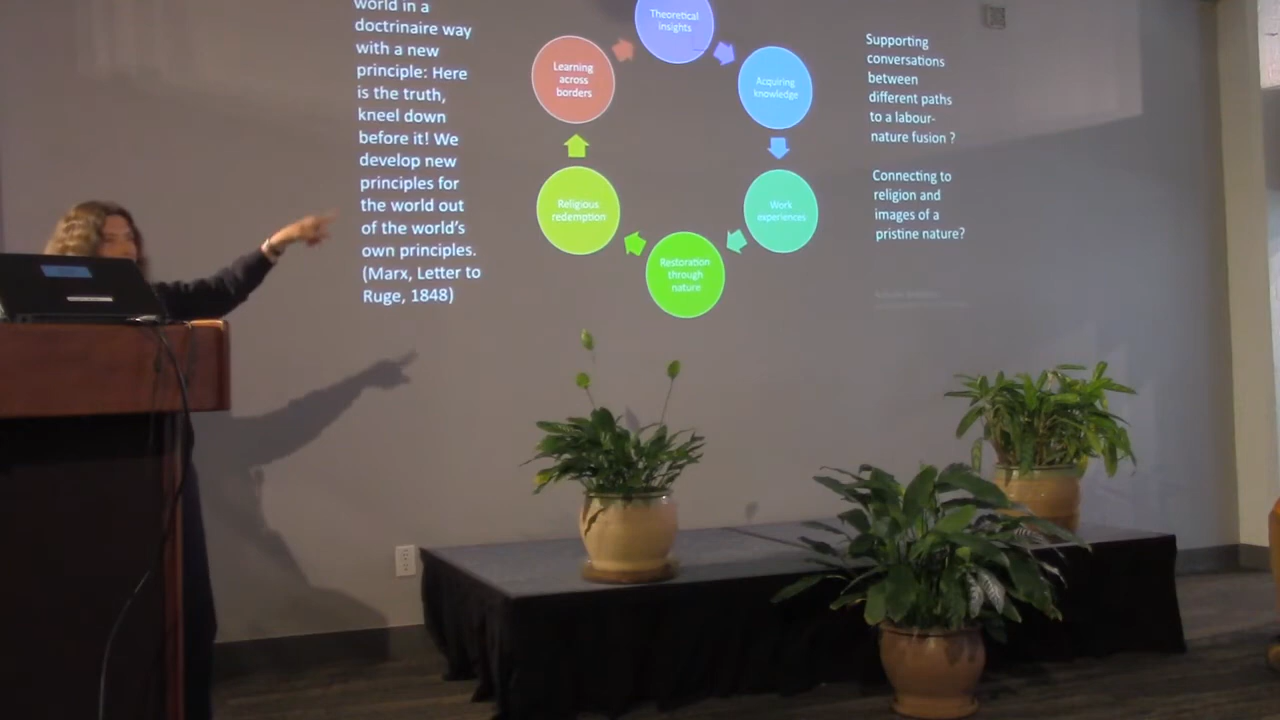 world in a
doctrinaire way
with a new
principle: Here
is the truth,
kneel down
before it! We
develop new
principles for
the world out
of the world's
own principles.
(Marx, Letter to
Ruge, 1848)
Theoretical
insights
Acquiring
knowledge
Work
experiences
Restoration
through
nature
Religious
redemption
Learning
across
borders
Supporting
conversations
between
different paths
to a labour-
nature fusion ?
Connecting to
religion and
images of a
pristine nature?